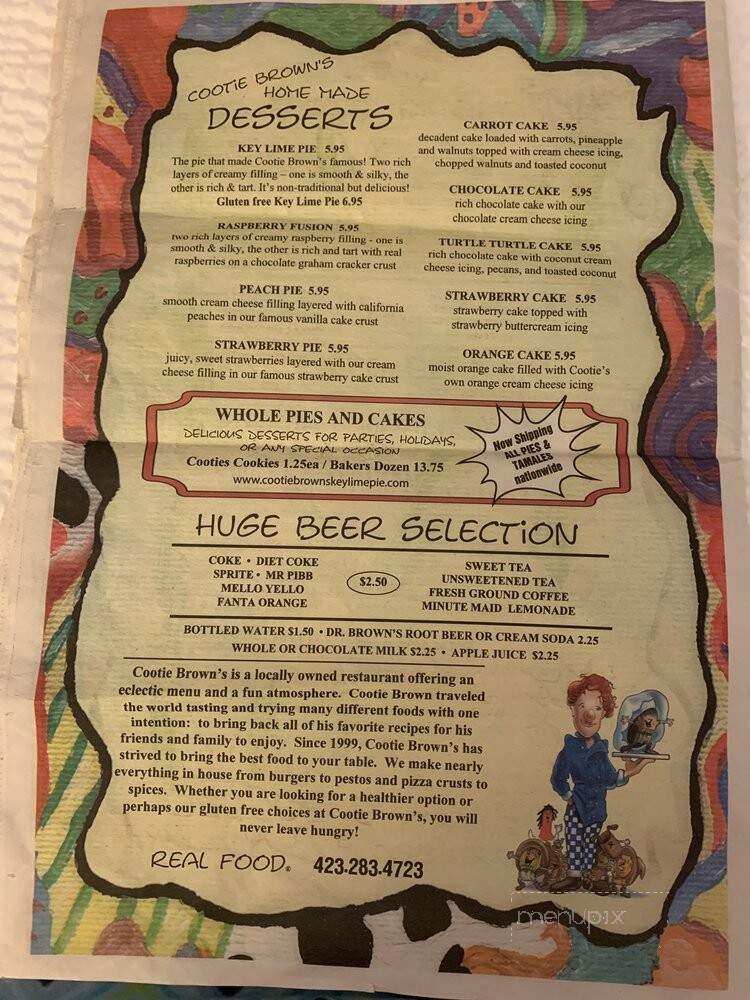 COOTIE BROWN'S
HOME MADE
DESSERTS
KEY LIME PIE 5.95
The pie that made Cootie Brown's famous! Two rich
layers of creamy filling – one is smooth & silky, the
other is rich & tart. It's non-traditional but delicious!
Gluten free Key Lime Pie 6.95
RASPBERRY FUSION 5.95
two rich layers of creamy raspberry filling - one is
smooth & silky, the other is rich and tart with real
raspberries on a chocolate graham cracker crust
PEACH PIE 5.95
smooth cream cheese filling layered with california
peaches in our famous vanilla cake crust
STRAWBERRY PIE 5.95
juicy, sweet strawberries layered with our cream
cheese filling in our famous strawberry cake crust
CARROT CAKE 5.95
decadent cake loaded with carrots, pineapple
and walnuts topped with cream cheese icing,
chopped walnuts and toasted coconut
CHOCOLATE CAKE 5.95
rich chocolate cake with our
chocolate cream cheese icing
TURTLE TURTLE CAKE 5.95
rich chocolate cake with coconut cream
cheese icing, pecans, and toasted coconut
STRAWBERRY CAKE 5.95
strawberry cake topped with
strawberry buttercream icing
ORANGE CAKE 5.95
moist orange cake filled with Cootie's
own orange cream cheese icing
WHOLE PIES AND CAKES
DELICIOUS DESSERTS FOR PARTIES, HOLIDAYS,
OR ANY SPECIAL OCCASION
Cooties Cookies 1.25ea / Bakers Dozen 13.75
www.cootiebrownskeylimepie.com
Now Shipping
ALL PIES &
TAMALES
nationwide
HUGE BEER SELECTION
COKE • DIET COKE
SPRITE • MR PIBB
MELLO YELLO
FANTA ORANGE
$2.50
SWEET TEA
UNSWEETENED TEA
FRESH GROUND COFFEE
MINUTE MAID LEMONADE
BOTTLED WATER $1.50 • DR. BROWN'S ROOT BEER OR CREAM SODA 2.25
WHOLE OR CHOCOLATE MILK $2.25 • APPLE JUICE $2.25
Cootie Brown's is a locally owned restaurant offering an
eclectic menu and a fun atmosphere. Cootie Brown traveled
the world tasting and trying many different foods with one
intention: to bring back all of his favorite recipes for his
friends and family to enjoy. Since 1999, Cootie Brown's has
strived to bring the best food to your table. We make nearly
everything in house from burgers to pestos and pizza crusts to
spices. Whether you are looking for a healthier option or
perhaps our gluten free choices at Cootie Brown's, you will
never leave hungry!
REAL FOOD® 423.283.4723
menupix